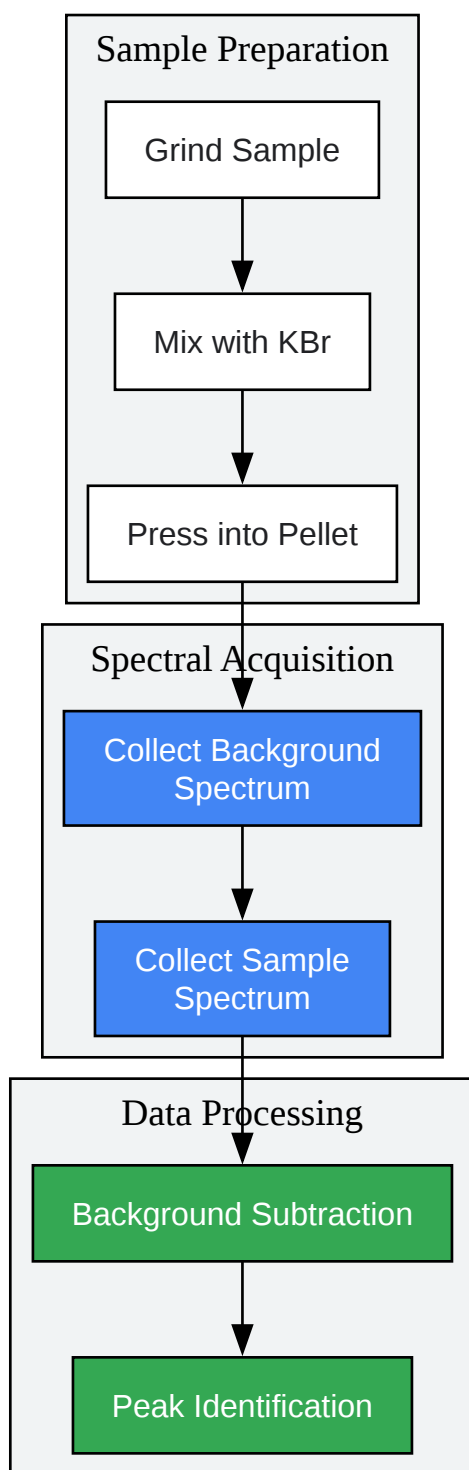 Sample Preparation
Grind Sample
Mix with KBr
Press into Pellet
Spectral Acquisition
Collect Background
Spectrum
Collect Sample
Spectrum
Data Processing
Background Subtraction
Peak Identification